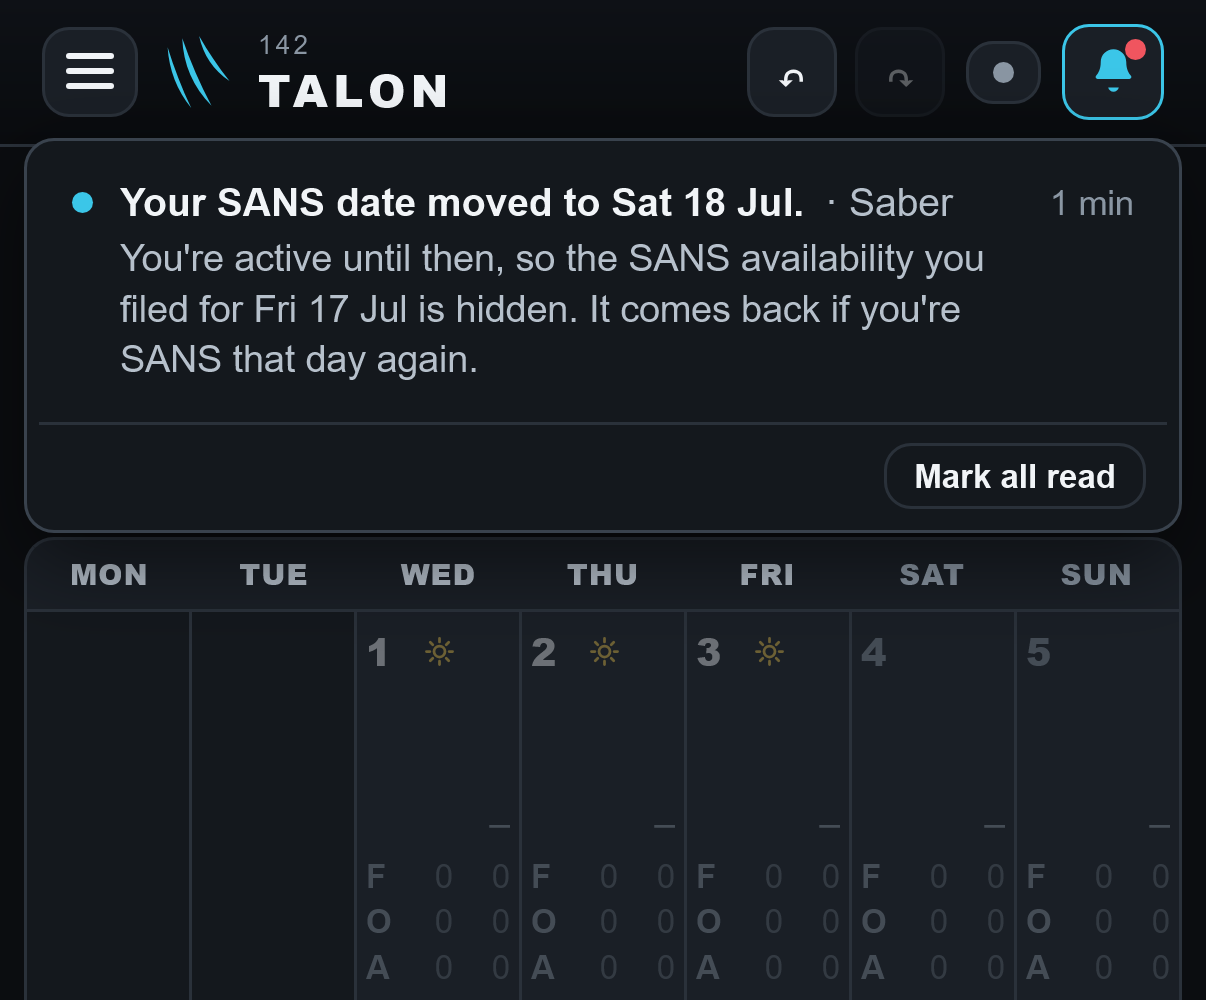 142
TALON
Your SANS date moved to Sat 18 Jul. · Saber 1 min
You're active until then, so the SANS availability you
filed for Fri 17 Jul is hidden. It comes back if you're
SANS that day again.
Mark all read
MON TUE WED THU FRI SAT SUN
1 2 3 4 5
– – – – –
F 0 0 F 0 0 F 0 0 F 0 0 F 0 0
O 0 0 O 0 0 O 0 0 O 0 0 O 0 0
A 0 0 A 0 0 A 0 0 A 0 0 A 0 0